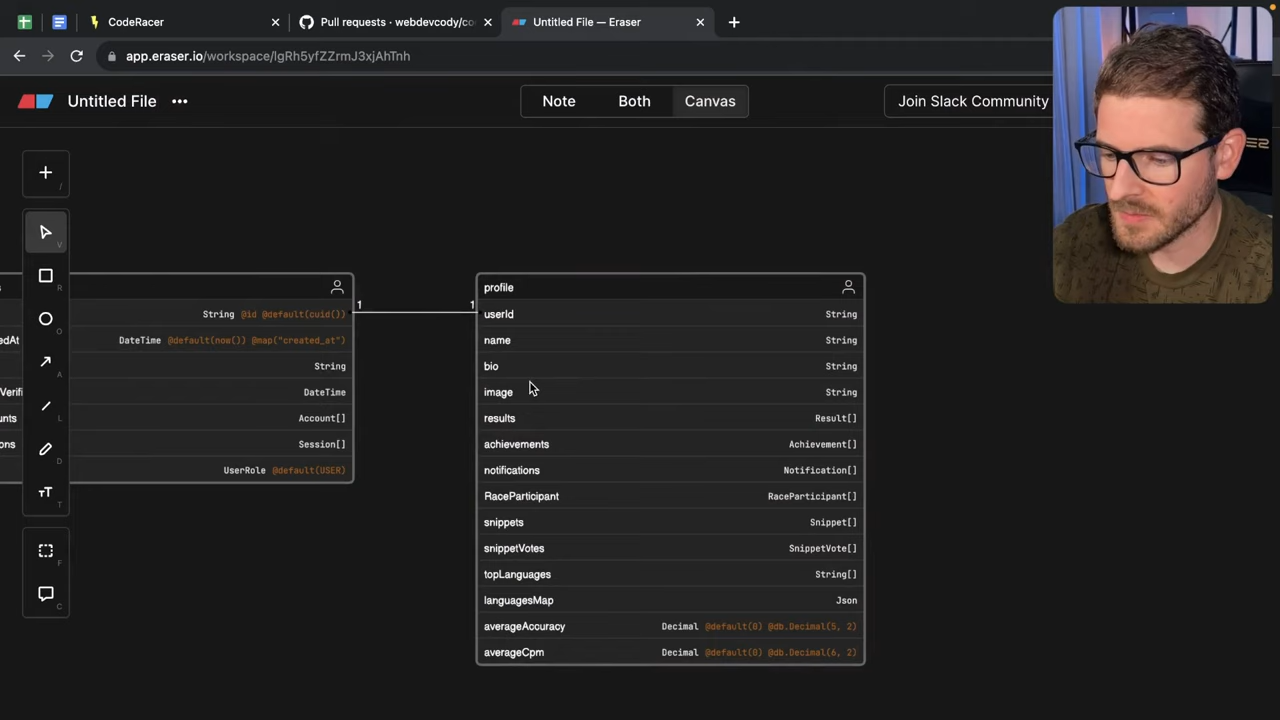 CodeRacer
Pull requests · webdevcody/co
Untitled File — Eraser
app.eraser.io/workspace/lgRh5yfZZrmJ3xjAhTnh
Untitled File
Note
Both
Canvas
Join Slack Community
/
V
R
O
A
L
D
T
F
C
s
String @id @default(cuid())
edAt DateTime @default(now()) @map("created_at")
String
Verifi DateTime
unts Account[]
ons Session[]
UserRole @default(USER)
1
1
profile
userId String
name String
bio String
image String
results Result[]
achievements Achievement[]
notifications Notification[]
RaceParticipant RaceParticipant[]
snippets Snippet[]
snippetVotes SnippetVote[]
topLanguages String[]
languagesMap Json
averageAccuracy Decimal @default(0) @db.Decimal(5, 2)
averageCpm Decimal @default(0) @db.Decimal(6, 2)